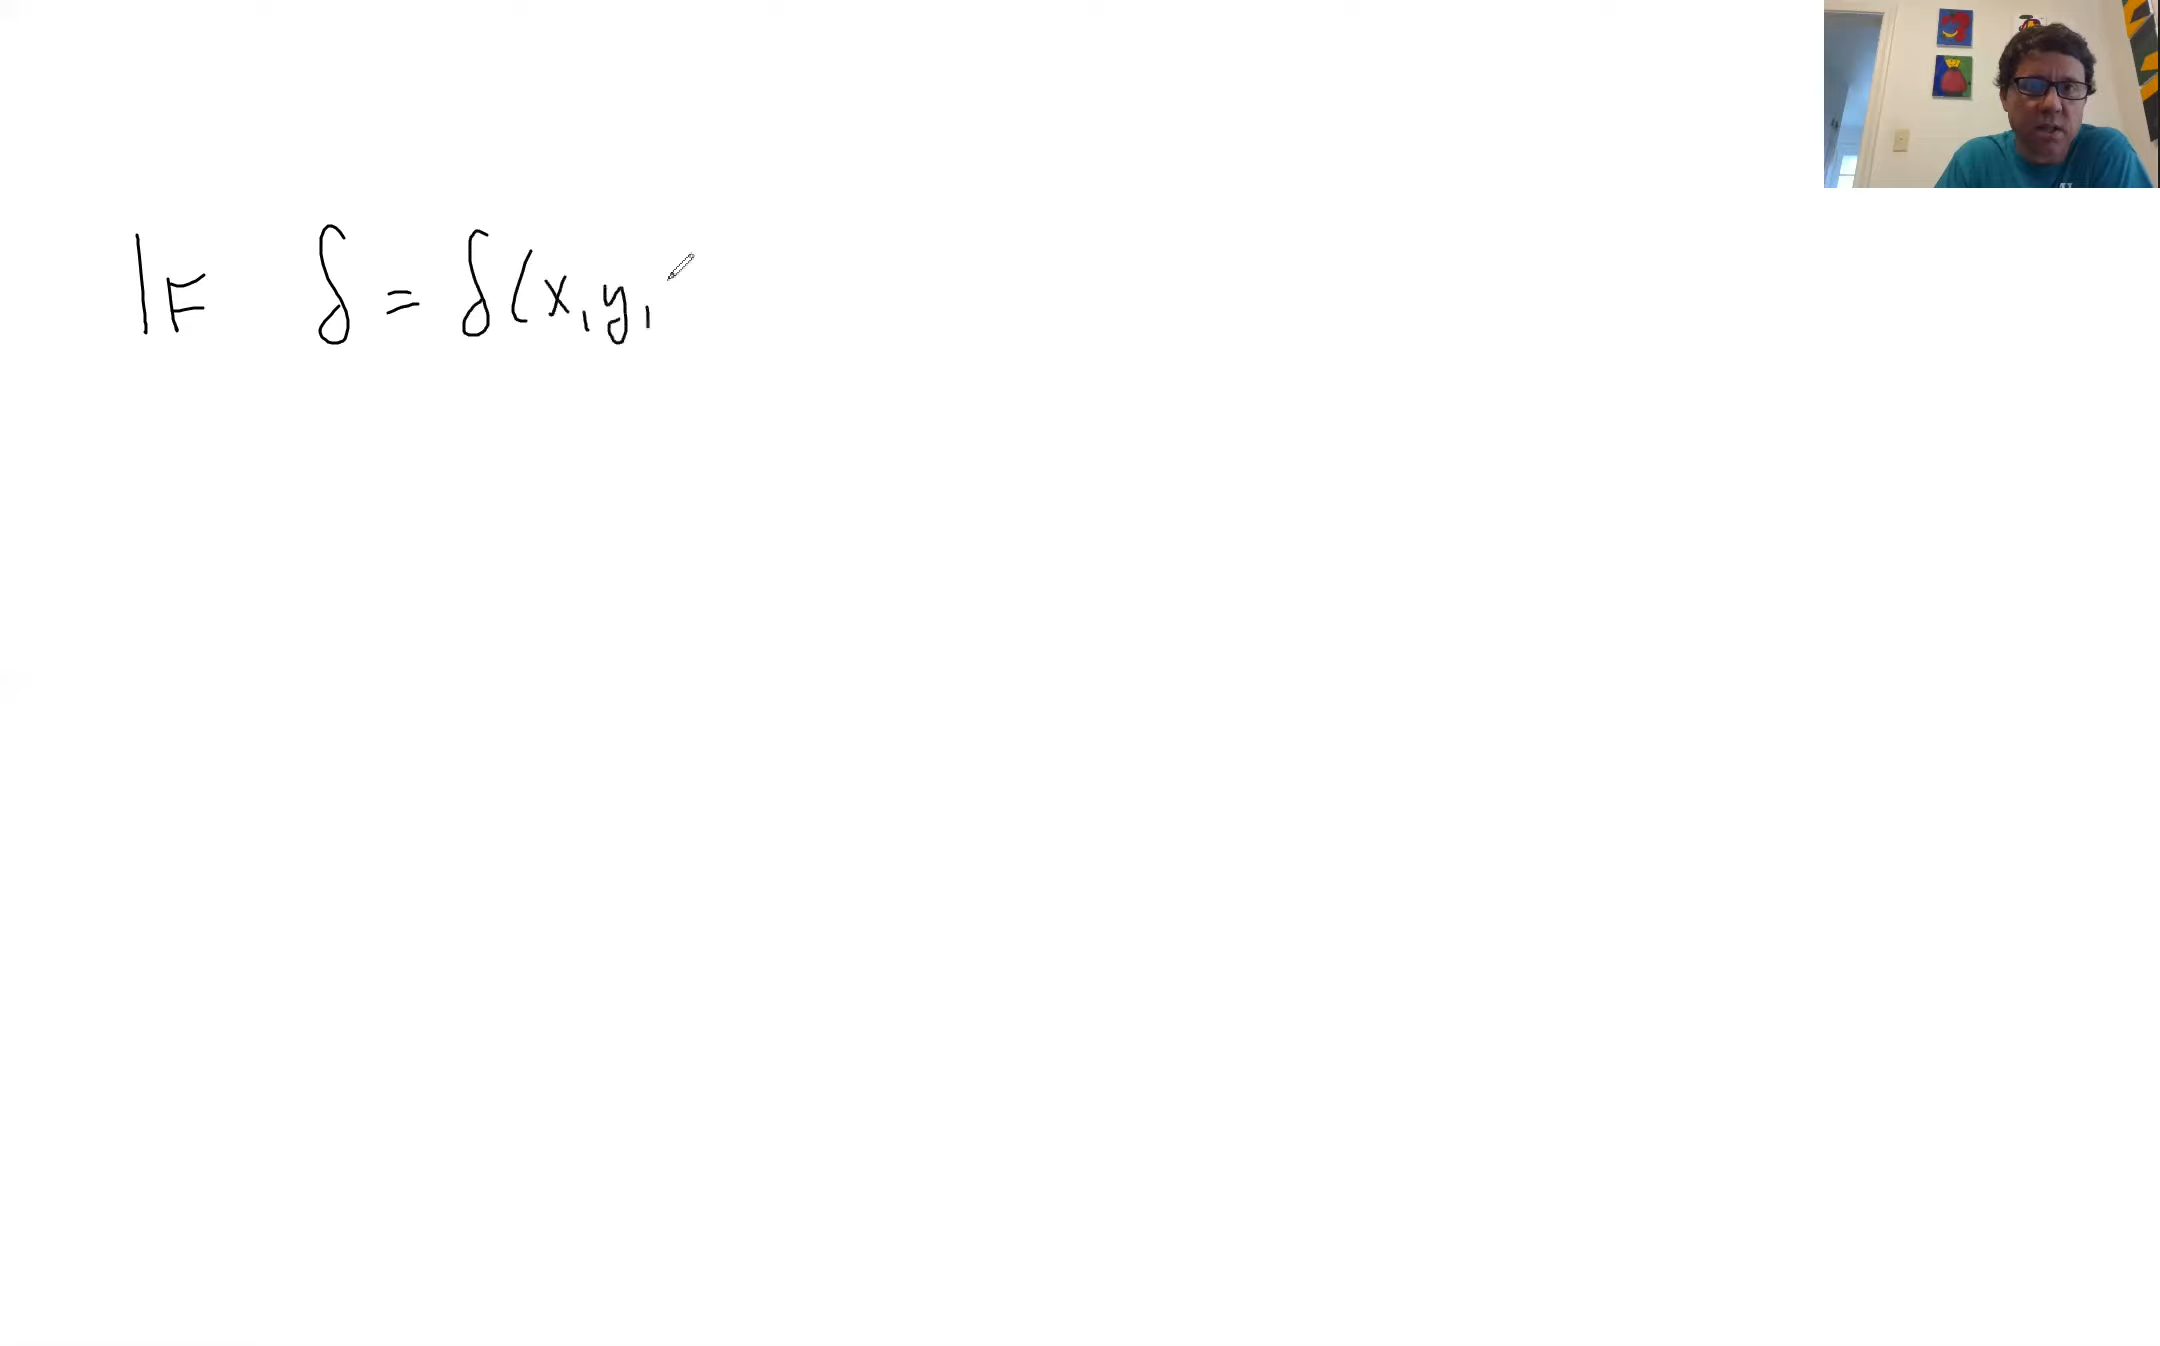 IF δ = δ(x,y,